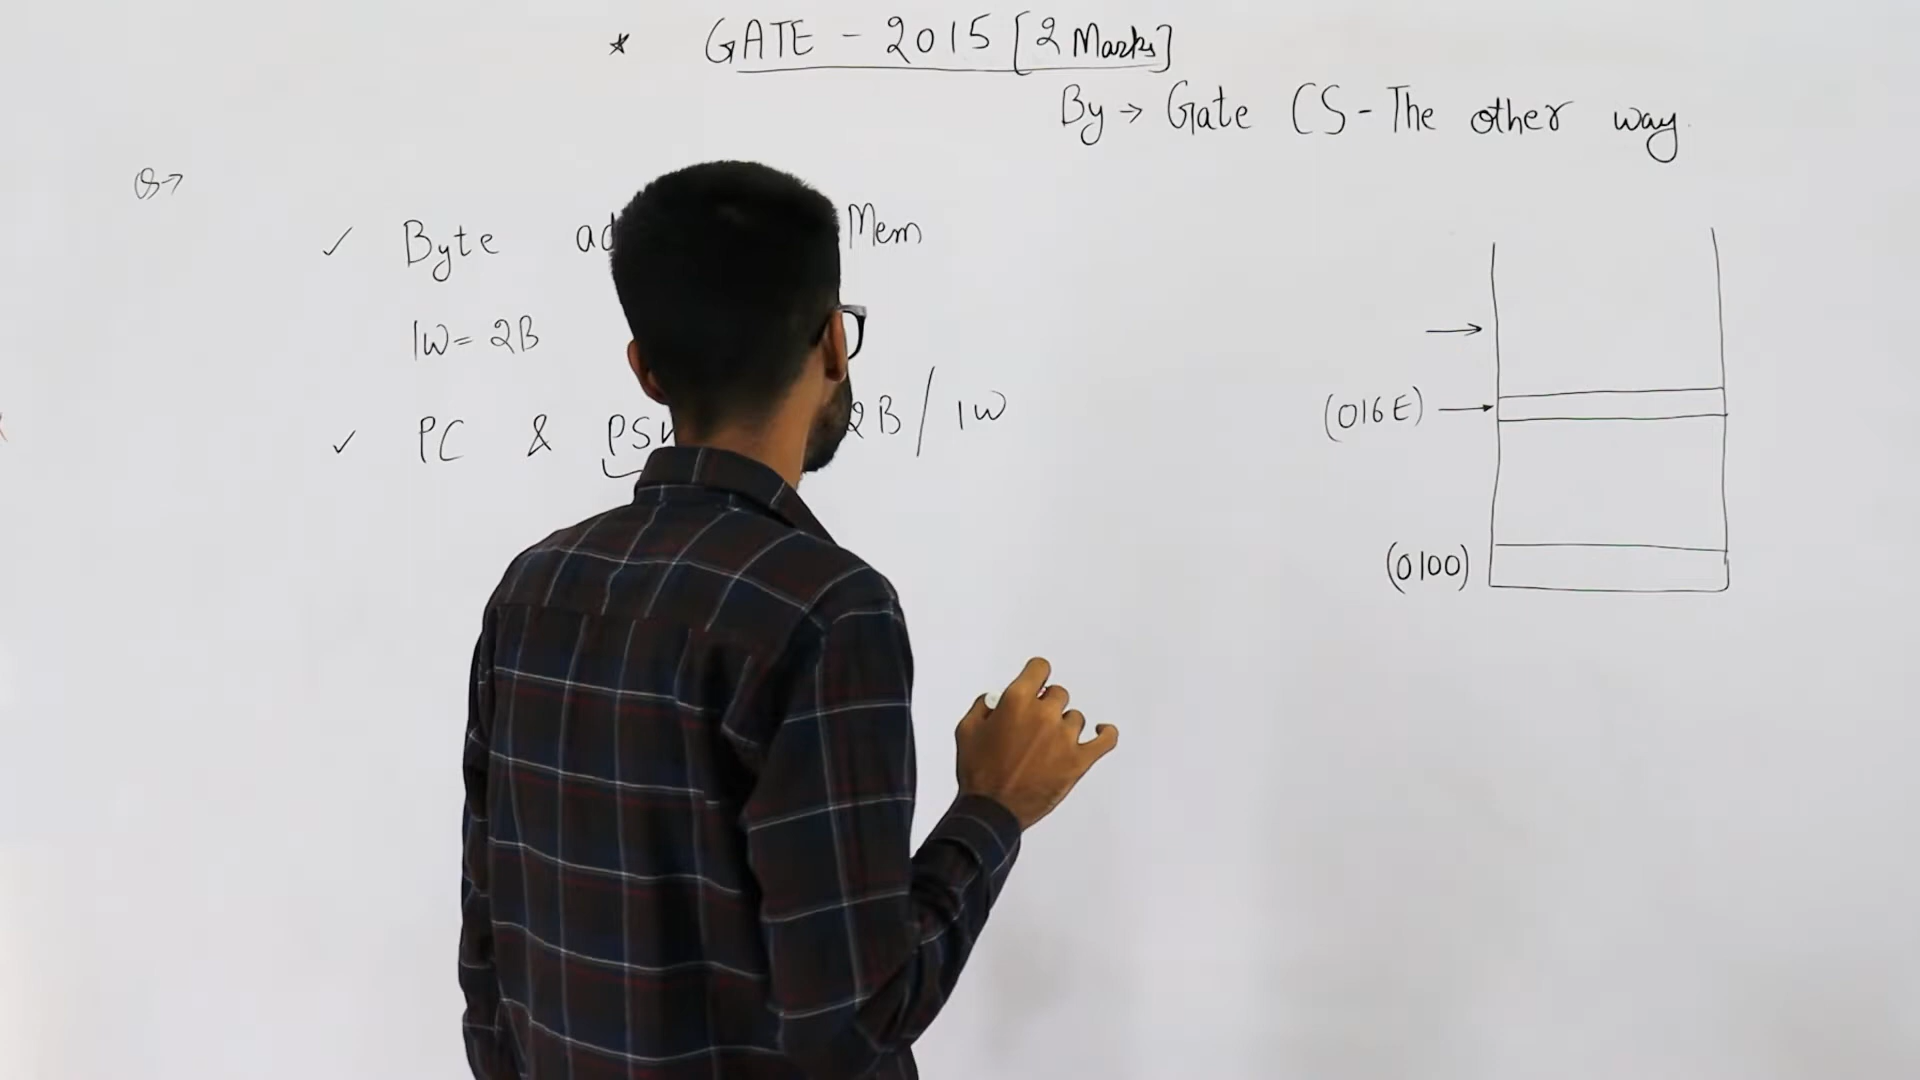 * GATE - 2015 [2 Marks]
By → Gate CS - The other way.
Q→
✓ Byte Mem
1W = 2B
✓ PC & 2B / 1W
(016E) →
(0100)